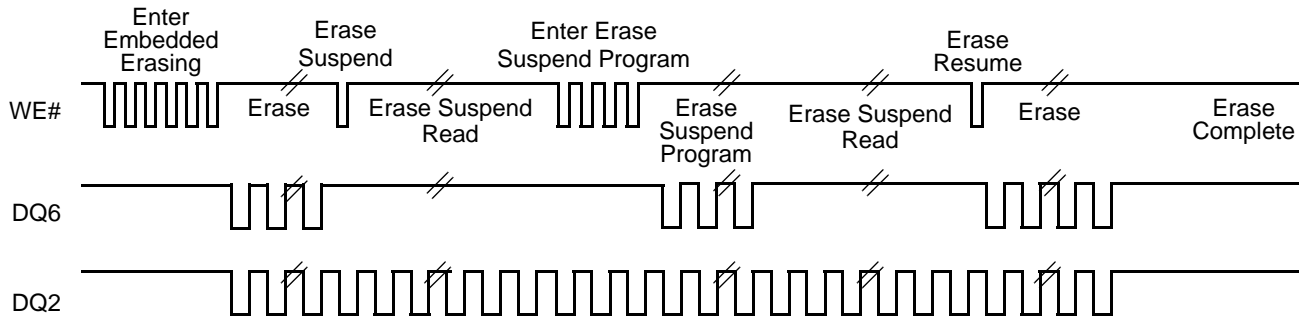 Enter
Embedded
Erasing
Erase
Suspend
Enter Erase
Suspend Program
Erase
Resume
WE#
Erase
Erase Suspend
Read
Erase
Suspend
Program
Erase Suspend
Read
Erase
Erase
Complete
DQ6
DQ2